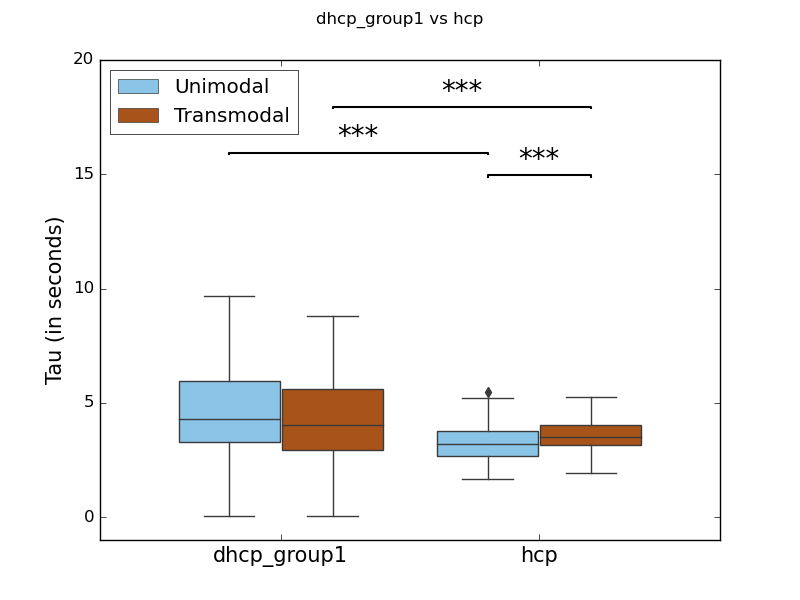 dhcp_group1 vs hcp
20
Unimodal
Transmodal
***
***
***
15
10
5
0
Tau (in seconds)
dhcp_group1
hcp